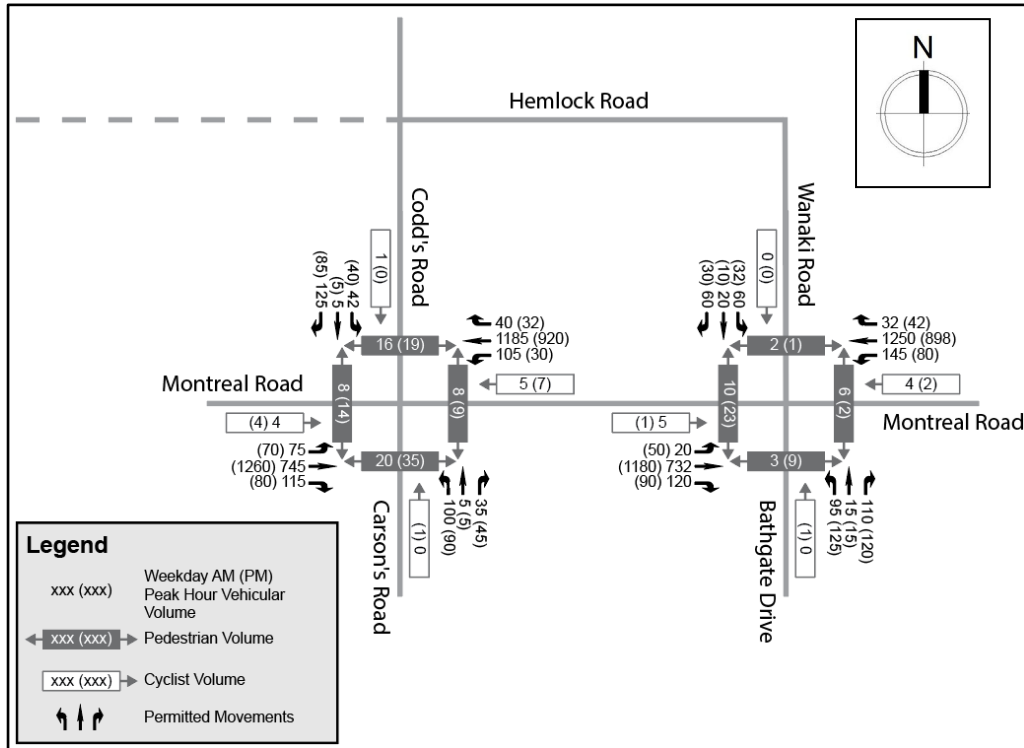 N
Hemlock Road
Codd's Road
Wanaki Road
(85) 125
(5) 5
(40) 42
1 (0)
40 (32)
1185 (920)
105 (30)
16 (19)
8 (14)
8 (9)
5 (7)
Montreal Road
(4) 4
(70) 75
(1260) 745
(80) 115
20 (35)
(1) 0
100 (90)
5 (5)
35 (45)
Carson's Road
(30) 60
(10) 20
(32) 60
0 (0)
32 (42)
1250 (898)
145 (80)
2 (1)
10 (23)
6 (2)
4 (2)
Montreal Road
(1) 5
(50) 20
(1180) 732
(90) 120
3 (9)
(1) 0
95 (125)
15 (15)
110 (120)
Bathgate Drive
Legend
xxx (xxx)
Weekday AM (PM)
Peak Hour Vehicular
Volume
xxx (xxx)
Pedestrian Volume
xxx (xxx)
Cyclist Volume
Permitted Movements